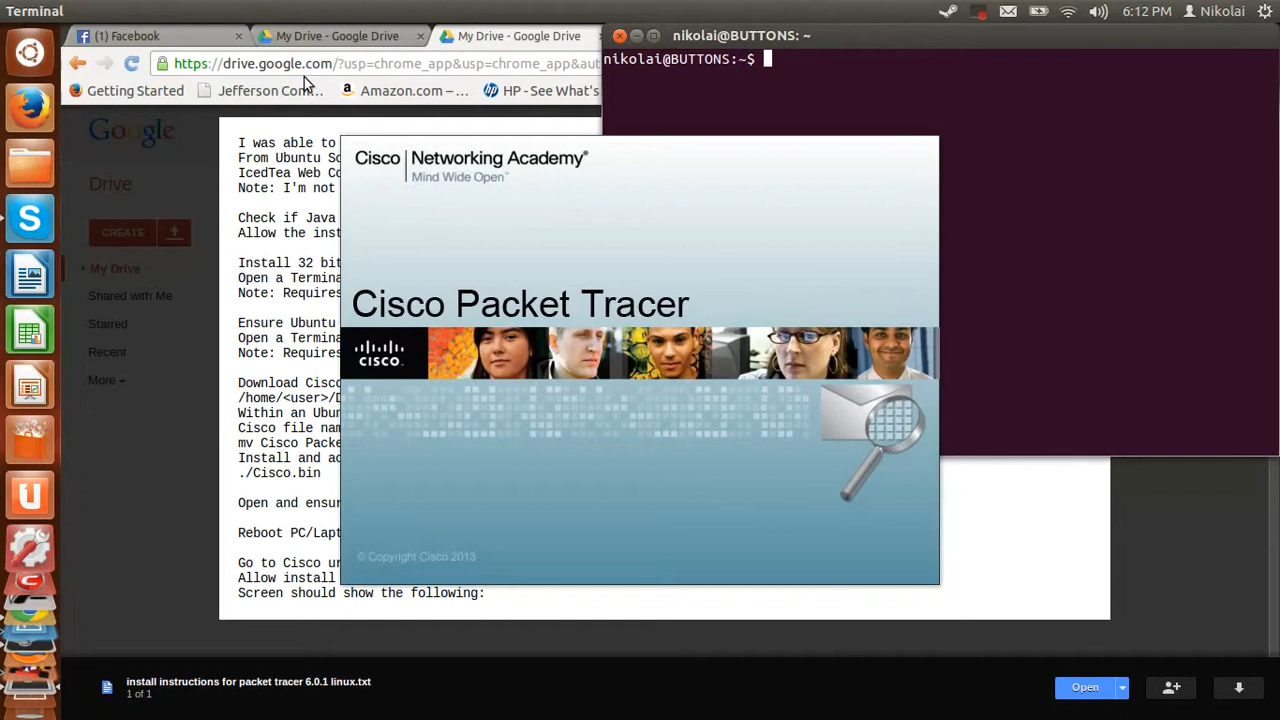 Terminal
6:12 PM
Nikolai
(1) Facebook
My Drive - Google Drive
My Drive - Google Drive
nikolai@BUTTONS: ~
https://drive.google.com/?usp=chrome_app&usp=chrome_app&aut
nikolai@BUTTONS:~$
Getting Started
Jefferson Com...
Amazon.com – ...
HP - See What's
Google
Drive
CREATE
My Drive
Shared with Me
Starred
Recent
More
I was able to
From Ubuntu So
IcedTea Web Co
Note: I'm not
Check if Java
Allow the inst
Install 32 bit
Open a Termina
Note: Requires
Ensure Ubuntu
Open a Termina
Note: Requires
Download Cisco
/home/<user>/D
Within an Ubun
Cisco file nam
mv Cisco Packe
Install and ac
./Cisco.bin
Open and ensur
Reboot PC/Lapt
Go to Cisco ur
Allow install
Screen should show the following:
Cisco Networking Academy®
Mind Wide Open™
Cisco Packet Tracer
CISCO.
© Copyright Cisco 2013
install instructions for packet tracer 6.0.1 linux.txt
1 of 1
Open